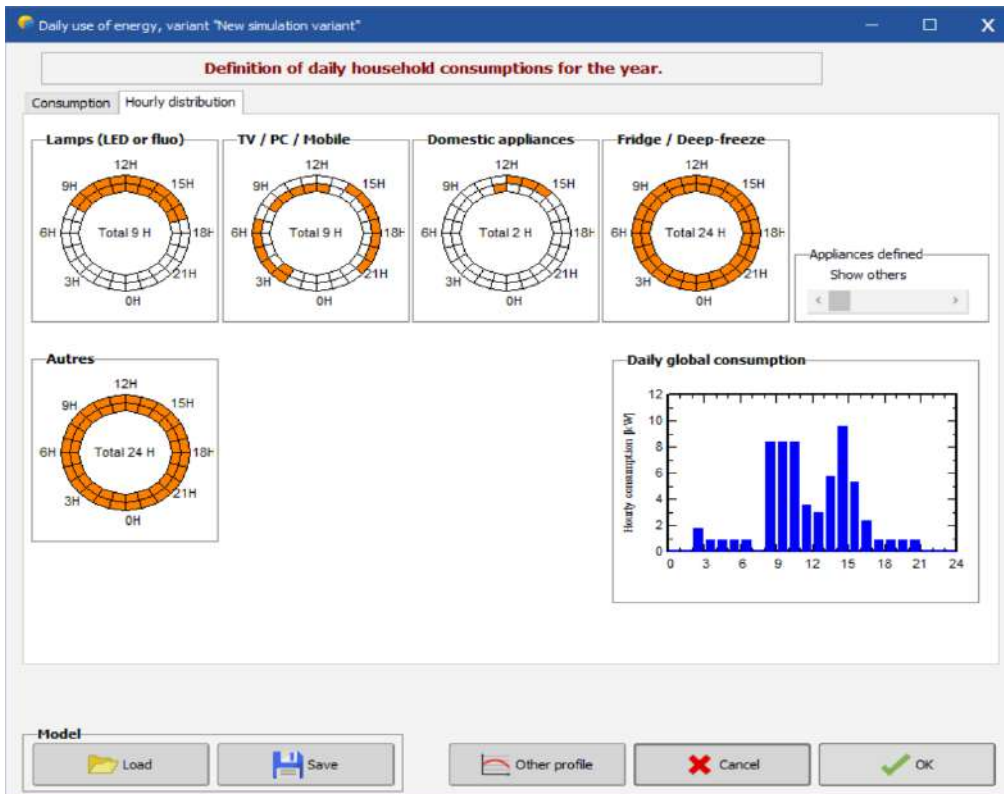 Daily use of energy, variant "New simulation variant"
Definition of daily household consumptions for the year.
Consumption
Hourly distribution
Lamps (LED or fluo)
12H
9H
15H
6H
Total 9 H
18H
3H
21H
0H
TV / PC / Mobile
12H
9H
15H
6H
Total 9 H
18H
3H
21H
0H
Domestic appliances
12H
9H
15H
6H
Total 2 H
18H
3H
21H
0H
Fridge / Deep-freeze
12H
9H
15H
6H
Total 24 H
18H
3H
21H
0H
Appliances defined
Show others
Autres
12H
9H
15H
6H
Total 24 H
18H
3H
21H
0H
Daily global consumption
Hourly consumption [kW]
12
10
8
6
4
2
0
0 3 6 9 12 15 18 21 24
Model
Load
Save
Other profile
Cancel
OK